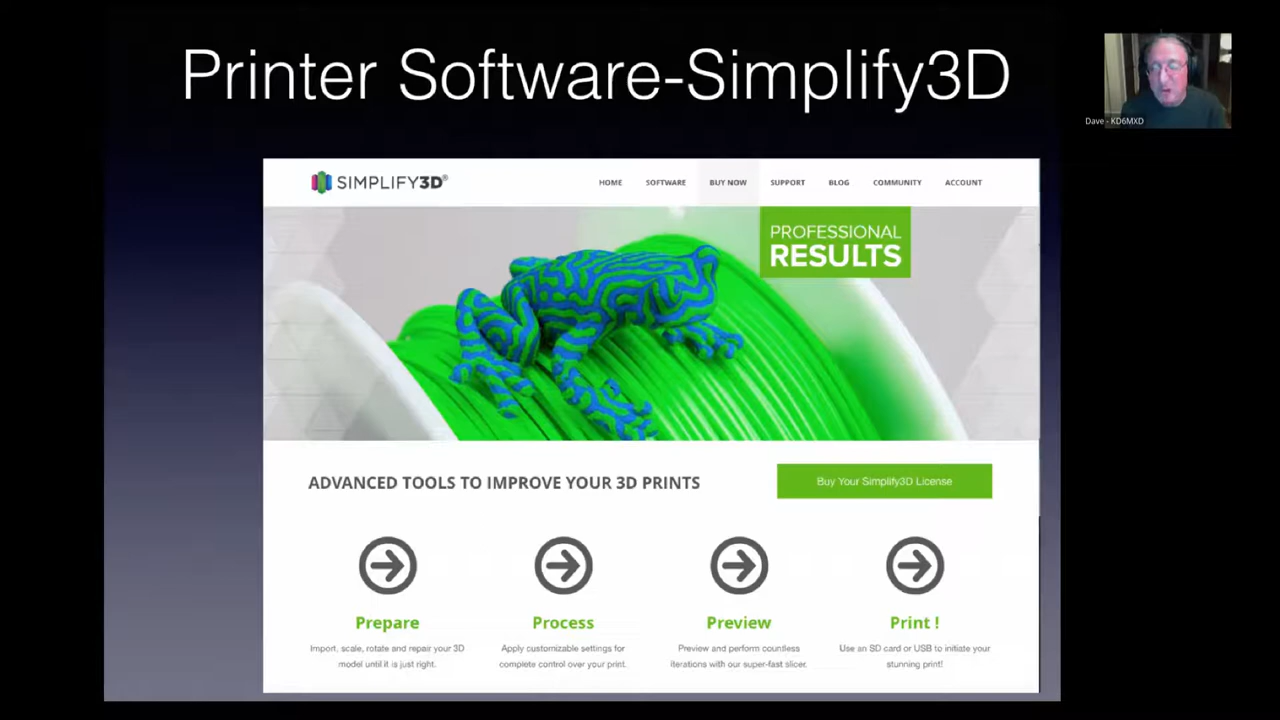 Printer Software-Simplify3D
Dave - KD6MXD
SIMPLIFY3D®
HOME SOFTWARE BUY NOW SUPPORT BLOG COMMUNITY ACCOUNT
PROFESSIONAL
RESULTS
ADVANCED TOOLS TO IMPROVE YOUR 3D PRINTS
Buy Your Simplify3D License
Prepare
Import, scale, rotate and repair your 3D
model until it is just right.
Process
Apply customizable settings for
complete control over your print.
Preview
Preview and perform countless
iterations with our super-fast slicer.
Print !
Use an SD card or USB to initiate your
stunning print!